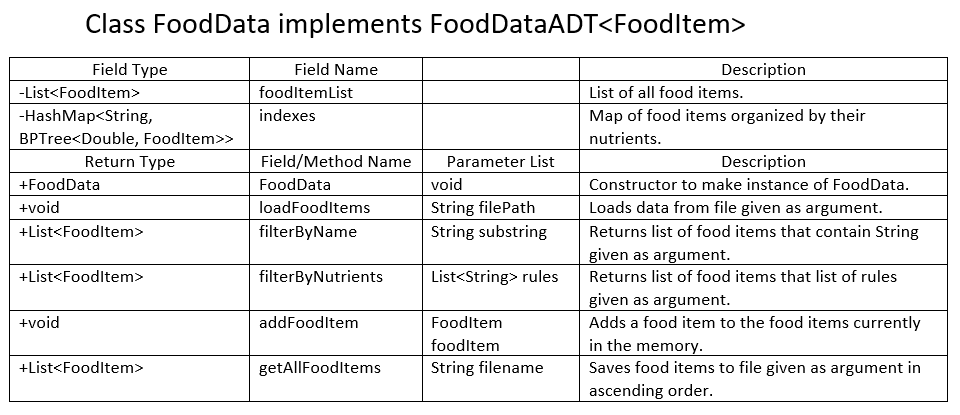 Class FoodData implements FoodDataADT<FoodItem>
Field Type Field Name Description
-List<FoodItem> foodItemList List of all food items.
-HashMap<String, indexes Map of food items organized by their
BPTree<Double, FoodItem>> nutrients.
Return Type Field/Method Name Parameter List Description
+FoodData FoodData void Constructor to make instance of FoodData.
+void loadFoodItems String filePath Loads data from file given as argument.
+List<FoodItem> filterByName String substring Returns list of food items that contain String
given as argument.
+List<FoodItem> filterByNutrients List<String> rules Returns list of food items that list of rules
given as argument.
+void addFoodItem FoodItem Adds a food item to the food items currently
foodItem in the memory.
+List<FoodItem> getAllFoodItems String filename Saves food items to file given as argument in
ascending order.